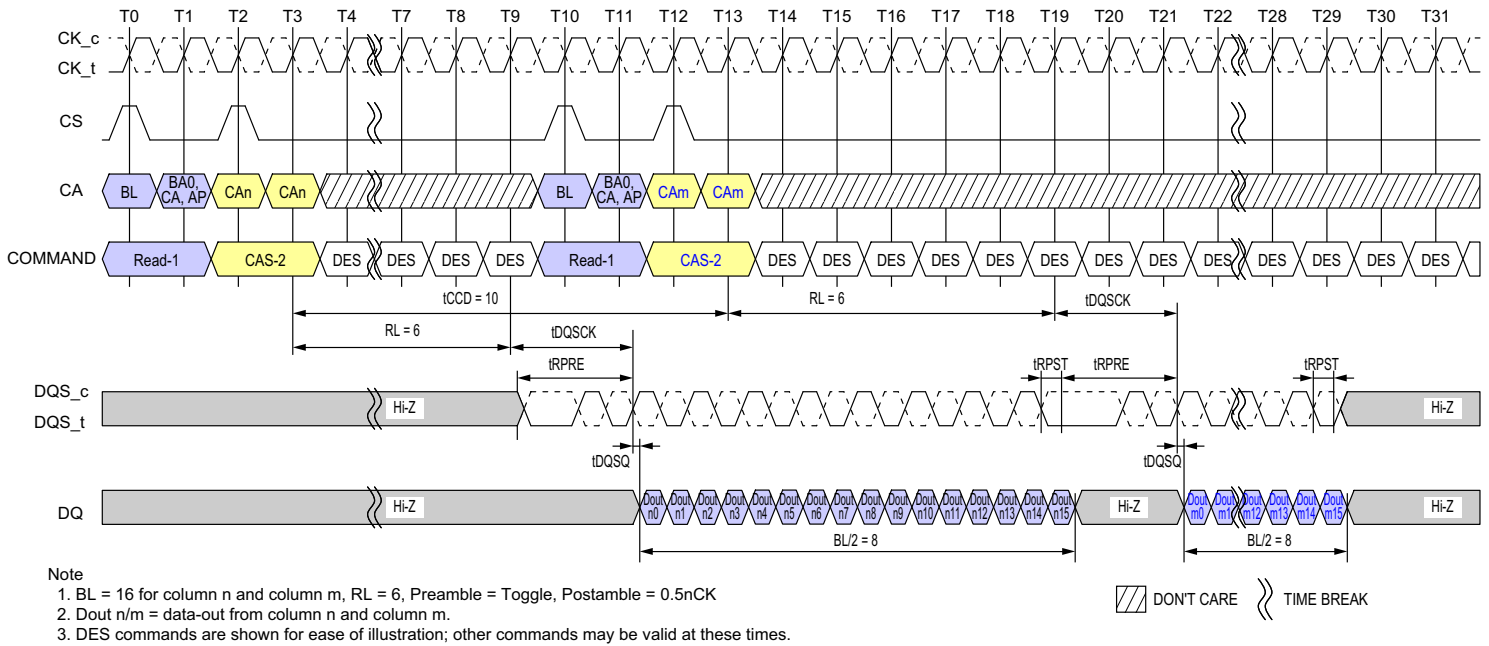 T0 T1 T2 T3 T4 T7 T8 T9 T10 T11 T12 T13 T14 T15 T16 T17 T18 T19 T20 T21 T22 T28 T29 T30 T31
CK_c
CK_t
CS
CA BL BA0, CA, AP CAn CAn BL BA0, CA, AP CAm CAm
COMMAND Read-1 CAS-2 DES DES DES DES Read-1 CAS-2 DES DES DES DES DES DES DES DES DES DES DES DES DES
tCCD = 10 RL = 6 tDQSCK
RL = 6 tDQSCK
tRPRE tRPST tRPRE tRPST
DQS_c
DQS_t
Hi-Z Hi-Z
tDQSQ tDQSQ
DQ Hi-Z Dout n0 Dout n1 Dout n2 Dout n3 Dout n4 Dout n5 Dout n6 Dout n7 Dout n8 Dout n9 Dout n10 Dout n11 Dout n12 Dout n13 Dout n14 Dout n15 Hi-Z Dout m0 Dout m1 Dout m12 Dout m13 Dout m14 Dout m15 Hi-Z
BL/2 = 8 BL/2 = 8
Note
1. BL = 16 for column n and column m, RL = 6, Preamble = Toggle, Postamble = 0.5nCK
2. Dout n/m = data-out from column n and column m.
3. DES commands are shown for ease of illustration; other commands may be valid at these times.
DON'T CARE TIME BREAK